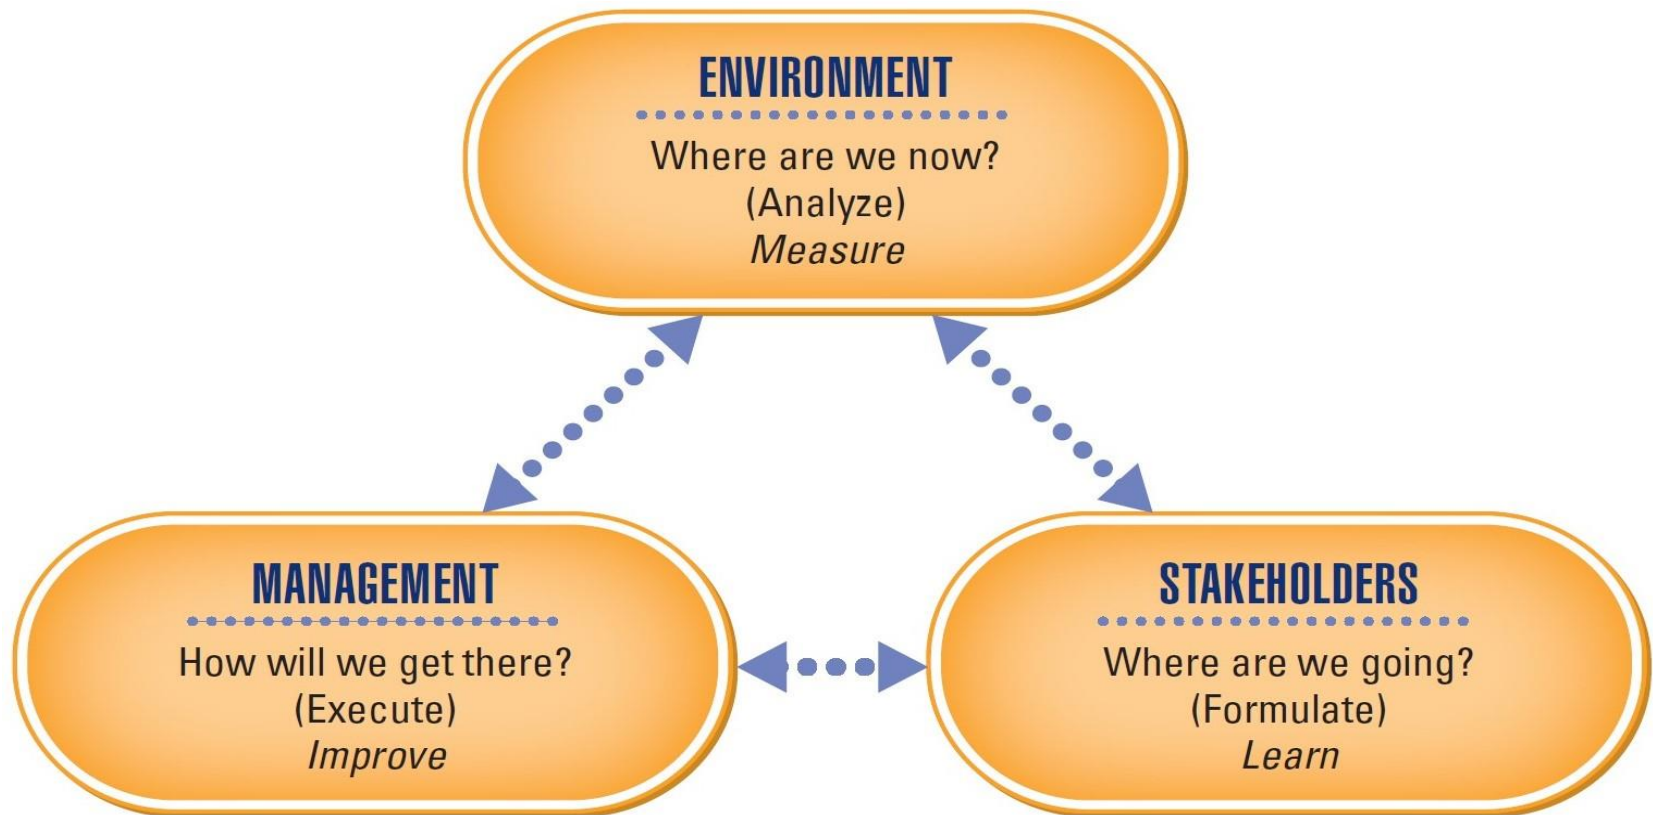 ENVIRONMENT
Where are we now?
(Analyze)
Measure
MANAGEMENT
How will we get there?
(Execute)
Improve
STAKEHOLDERS
Where are we going?
(Formulate)
Learn